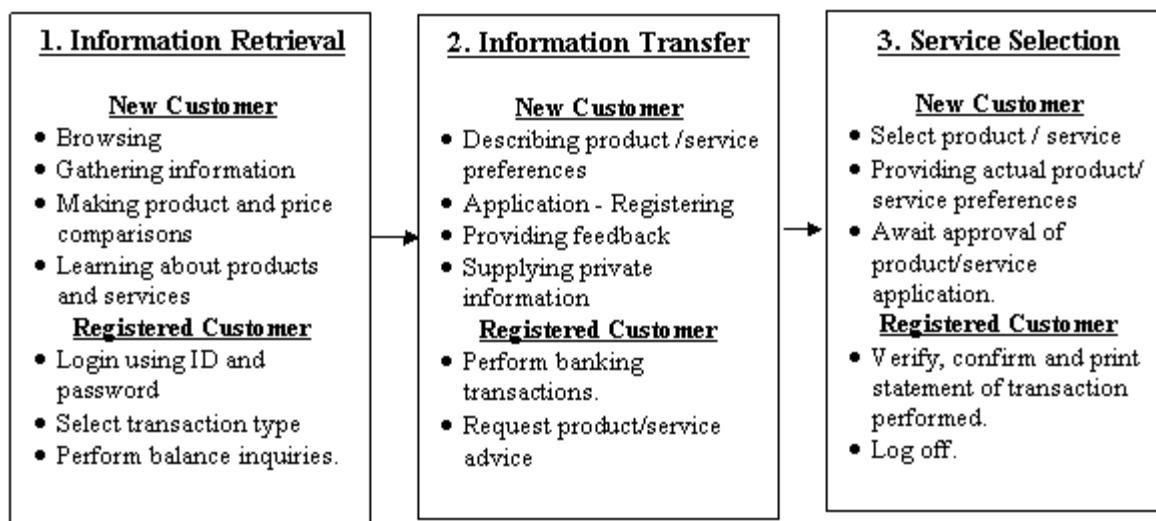 1. Information Retrieval
New Customer
• Browsing
• Gathering information
• Making product and price
comparisons
• Learning about products
and services
Registered Customer
• Login using ID and
password
• Select transaction type
• Perform balance inquiries.
2. Information Transfer
New Customer
• Describing product /service
preferences
• Application - Registering
• Providing feedback
• Supplying private
information
Registered Customer
• Perform banking
transactions.
• Request product/service
advice
3. Service Selection
New Customer
• Select product / service
• Providing actual product/
service preferences
• Await approval of
product/service
application.
Registered Customer
• Verify, confirm and print
statement of transaction
performed.
• Log off.